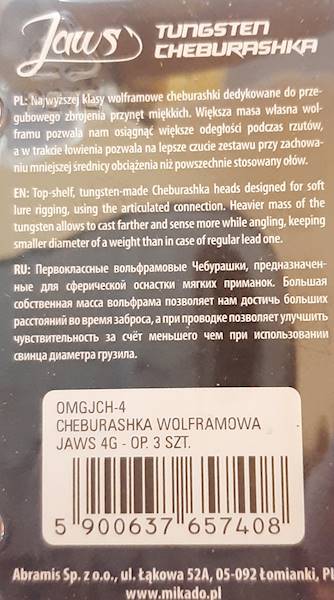 Jaws TUNGSTEN
CHEBURASHKA
PL: Najwyższej klasy wolframowe cheburashki dedykowane do prze-
gubowego zbrojenia przynęt miękkich. Większa masa własna wol-
framu pozwala nam osiągnąć większe odegłości podczas rzutów,
a w trakcie łowienia pozwala na lepsze czucie zestawu przy zachowa-
niu mniejszej średnicy obciążenia niż powszechnie stosowany ołów.
EN: Top-shelf, tungsten-made Cheburashka heads designed for soft
lure rigging, using the articulated connection. Heavier mass of the
tungsten allows to cast farther and sense more while angling, keeping
smaller diameter of a weight than in case of regular lead one.
RU: Первоклассные вольфрамовые Чебурашки, предназначен-
ные для сферической оснастки мягких приманок. Большая
собственная масса вольфрама позволяет нам достичь больших
расстояний во время заброса, а при проводке позволяет улучшить
чувствительность за счёт меньшего чем при использовании
свинца диаметра грузила.
OMGJCH-4
CHEBURASHKA WOLFRAMOWA
JAWS 4G - OP. 3 SZT.
5 900637 657408
Abramis Sp. z o.o., ul. Łąkowa 52A, 05-092 Łomianki, PL
www.mikado.pl